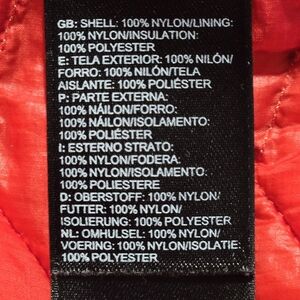 GB: SHELL: 100% NYLON/LINING:
100% NYLON/INSULATION:
100% POLYESTER
E: TELA EXTERIOR: 100% NILÓN/
FORRO: 100% NILÓN/TELA
AISLANTE: 100% POLIÉSTER
P: PARTE EXTERNA:
100% NÁILON/FORRO:
100% NÁILON/ISOLAMENTO:
100% POLIÉSTER
I: ESTERNO STRATO:
100% NYLON/FODERA:
100% NYLON/ISOLAMENTO:
100% POLIESTERE
D: OBERSTOFF: 100% NYLON/
FUTTER: 100% NYLON/
ISOLIERUNG: 100% POLYESTER
NL: OMHULSEL: 100% NYLON/
VOERING: 100% NYLON/ISOLATIE:
100% POLYESTER